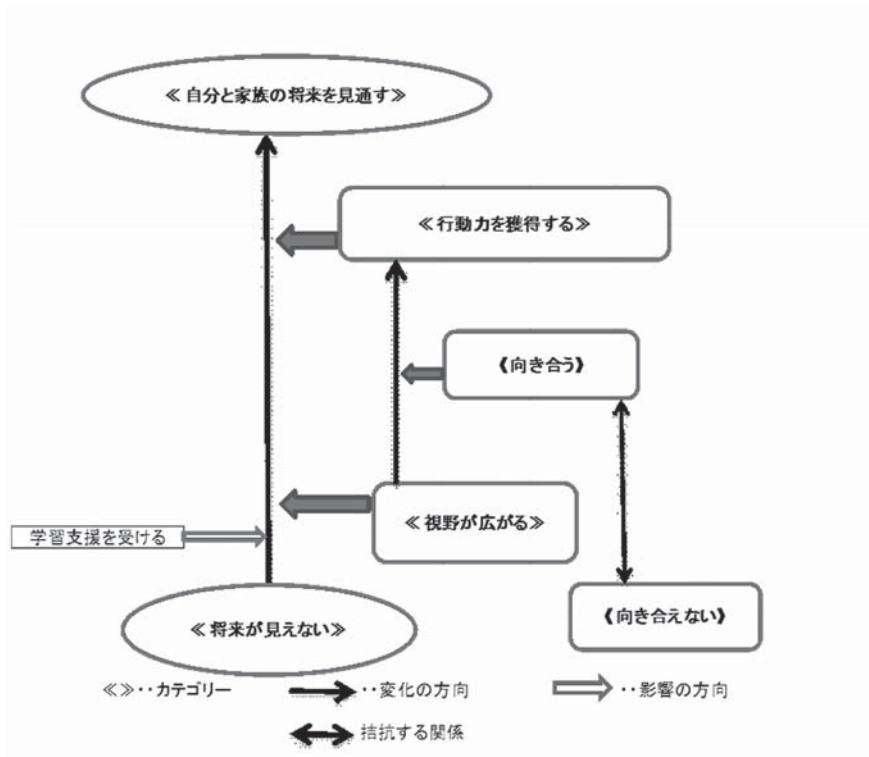 ≪自分と家族の将来を見通す≫
≪行動力を獲得する≫
《向き合う》
≪視野が広がる≫
学習支援を受ける
≪将来が見えない≫
《向き合えない》
≪≫‥カテゴリー
‥変化の方向
‥影響の方向
拮抗する関係